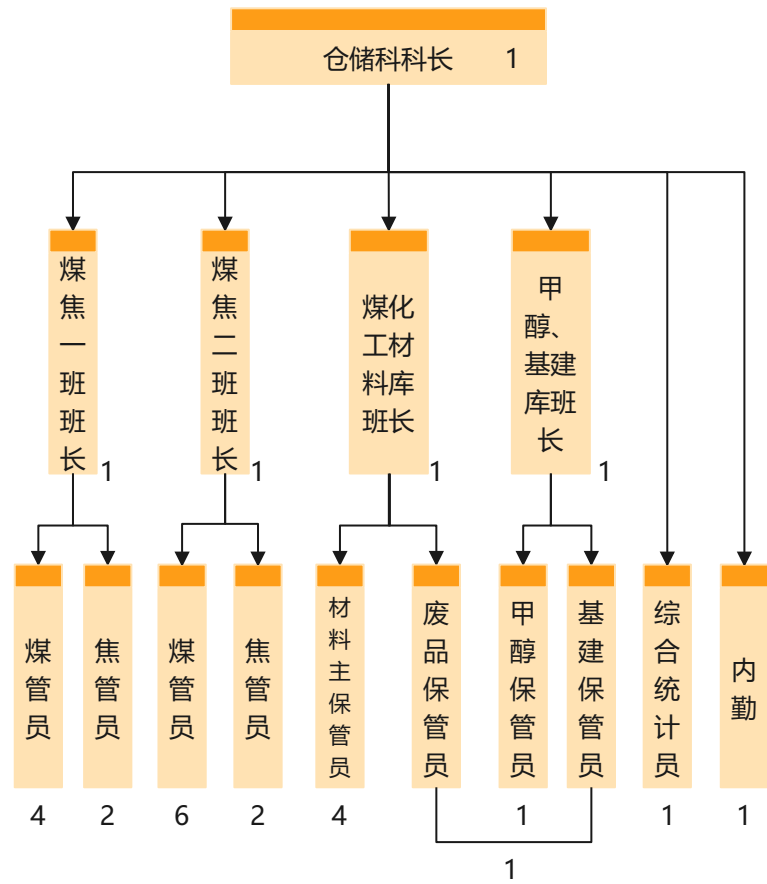 仓储科科长 1
煤焦一班班长
1
煤焦二班班长
1
煤化
工材
料库
班长
1
甲
醇、
基建
库班
长
1
煤管员
4
焦管员
2
煤管员
6
焦管员
2
材料主保管员
4
废品保管员
甲醇保管员
1
基建保管员
1
综合统计员
1
内勤
1